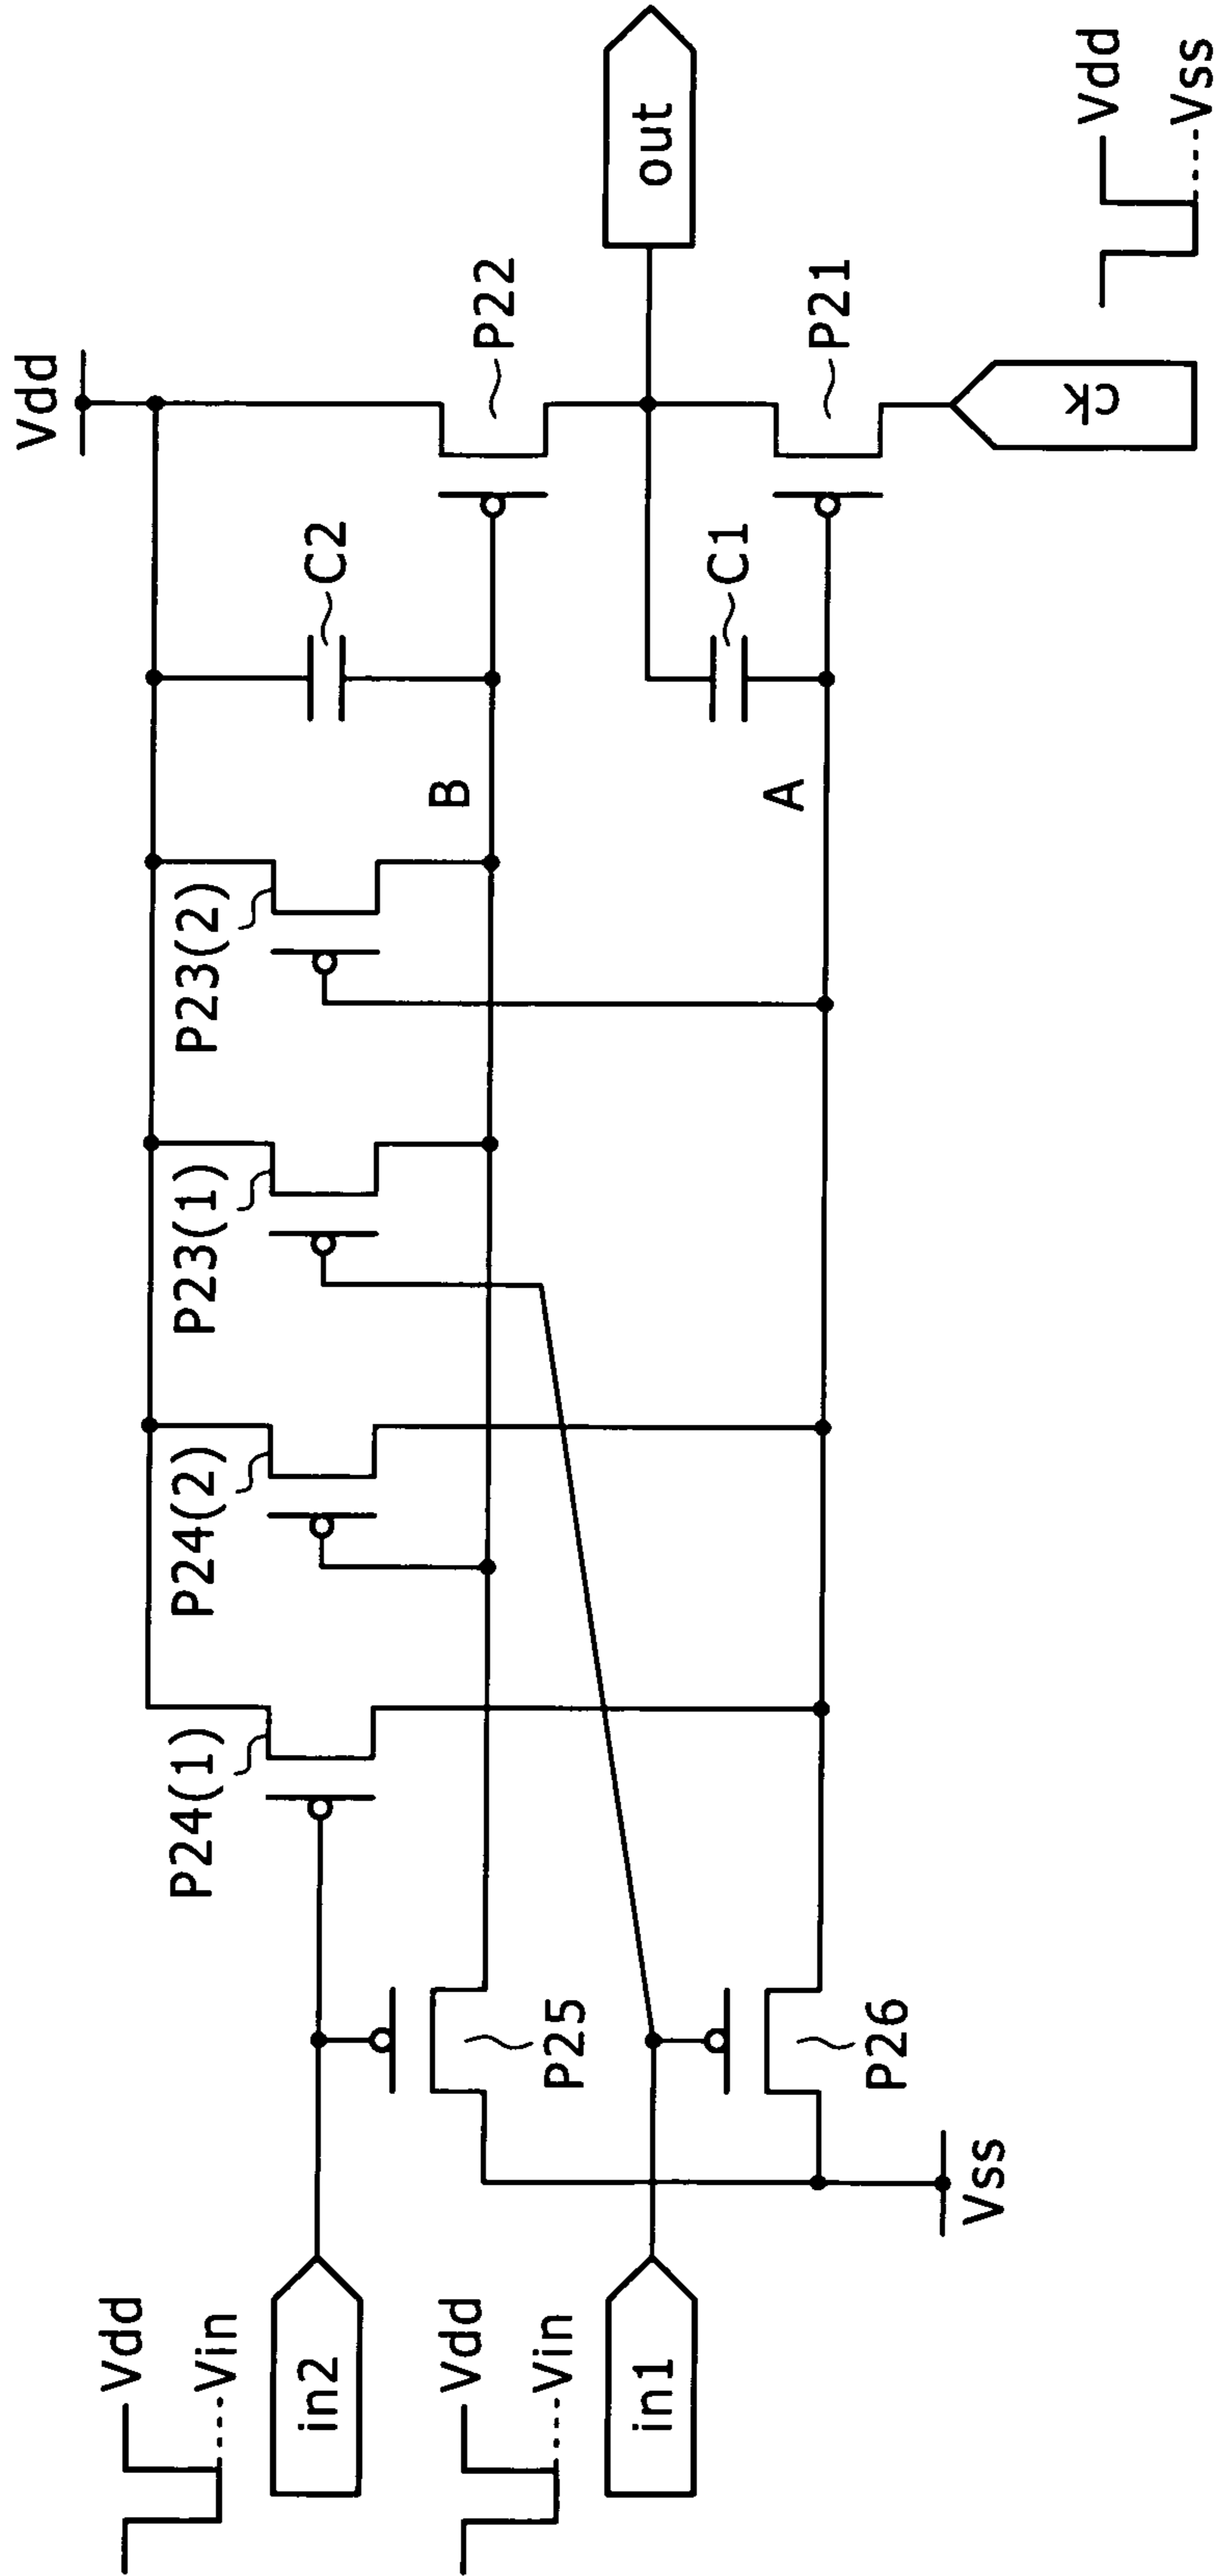 Vdd
Vin
in2
Vdd
Vin
in1
Vss
P25
P26
P24(1)
P24(2)
P23(1)
P23(2)
B
A
C2
C1
Vdd
P22
P21
out
ck
Vdd
Vss